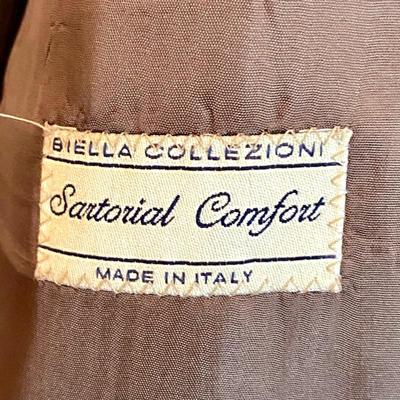 BIELLA COLLEZIONI
Sartorial Comfort
MADE IN ITALY